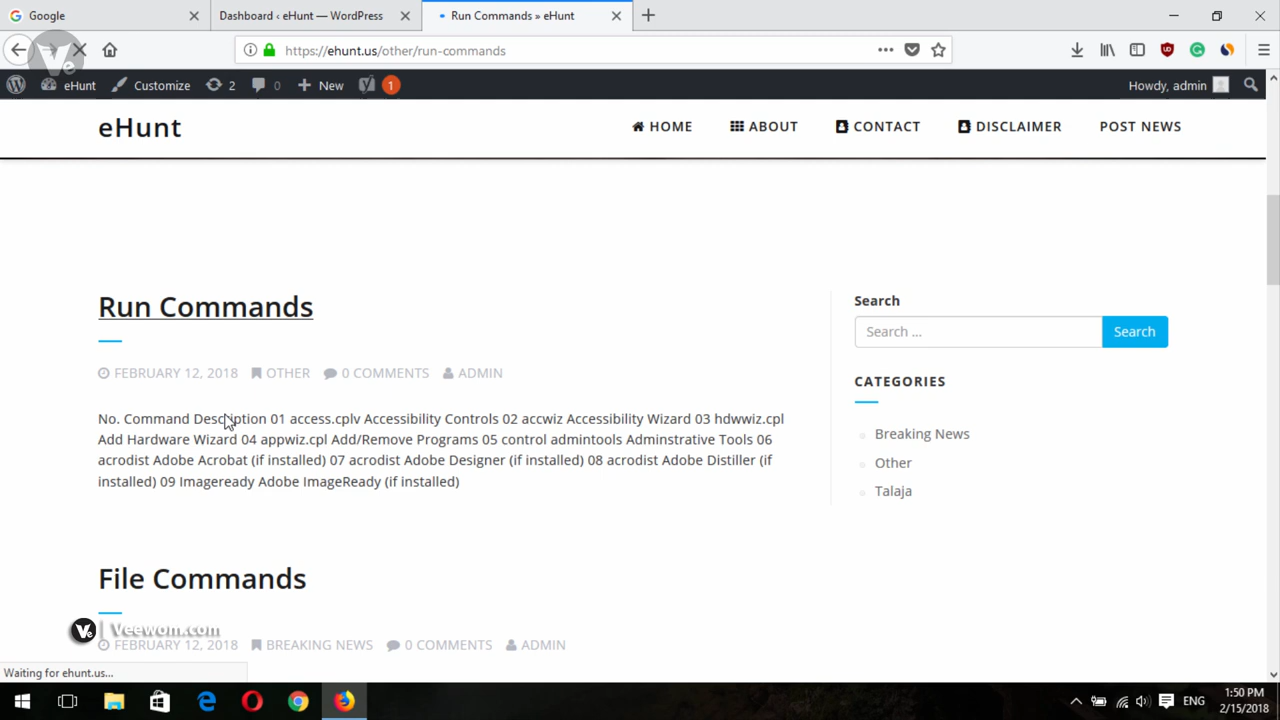 Google
Dashboard ‹ eHunt — WordPress
Run Commands » eHunt
https://ehunt.us/other/run-commands
eHunt
Customize
2
0
New
1
Howdy, admin
eHunt
HOME
ABOUT
CONTACT
DISCLAIMER
POST NEWS
Run Commands
FEBRUARY 12, 2018
OTHER
0 COMMENTS
ADMIN
No. Command Description 01 access.cplv Accessibility Controls 02 accwiz Accessibility Wizard 03 hdwwiz.cpl
Add Hardware Wizard 04 appwiz.cpl Add/Remove Programs 05 control admintools Adminstrative Tools 06
acrodist Adobe Acrobat (if installed) 07 acrodist Adobe Designer (if installed) 08 acrodist Adobe Distiller (if
installed) 09 Imageready Adobe ImageReady (if installed)
Search
Search ...
Search
CATEGORIES
Breaking News
Other
Talaja
File Commands
Ve | Veewom.com
FEBRUARY 12, 2018
BREAKING NEWS
0 COMMENTS
ADMIN
Waiting for ehunt.us...
ENG
1:50 PM
2/15/2018